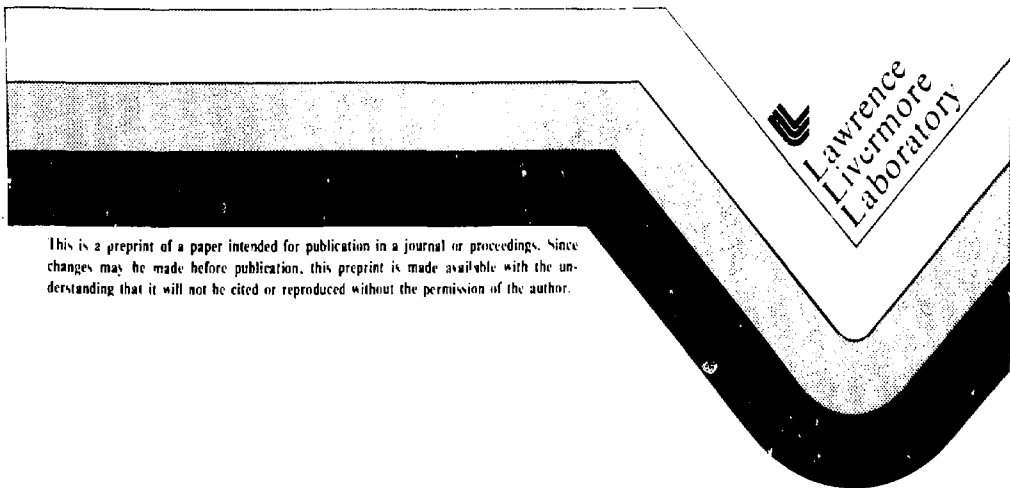 Lawrence
Livermore
Laboratory
This is a preprint of a paper intended for publication in a journal or proceedings. Since
changes may be made before publication, this preprint is made available with the un-
derstanding that it will not be cited or reproduced without the permission of the author.